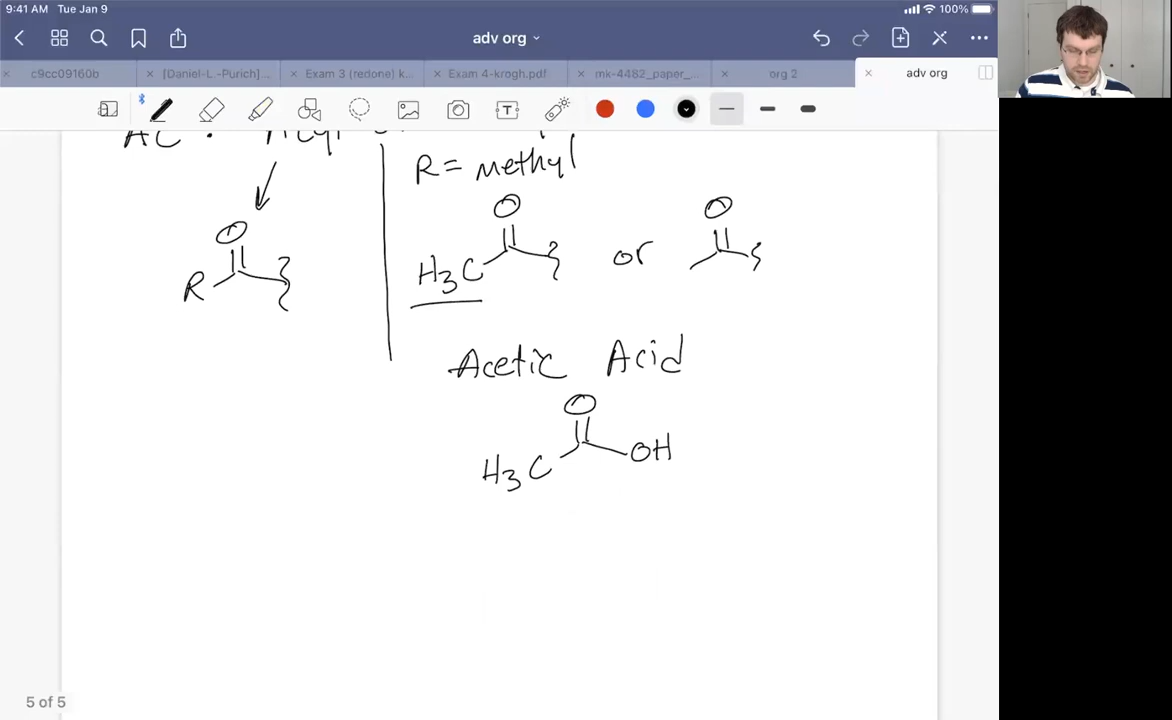 9:41 AM Tue Jan 9
100%
adv org
c9cc09160b
[Daniel-L.-Purich]...
Exam 3 (redone) k...
Exam 4-krogh.pdf
mk-4482_paper_...
org 2
adv org
T
R = methyl
O
R
O
H3C
or
O
Acetic Acid
O
H3C OH
5 of 5